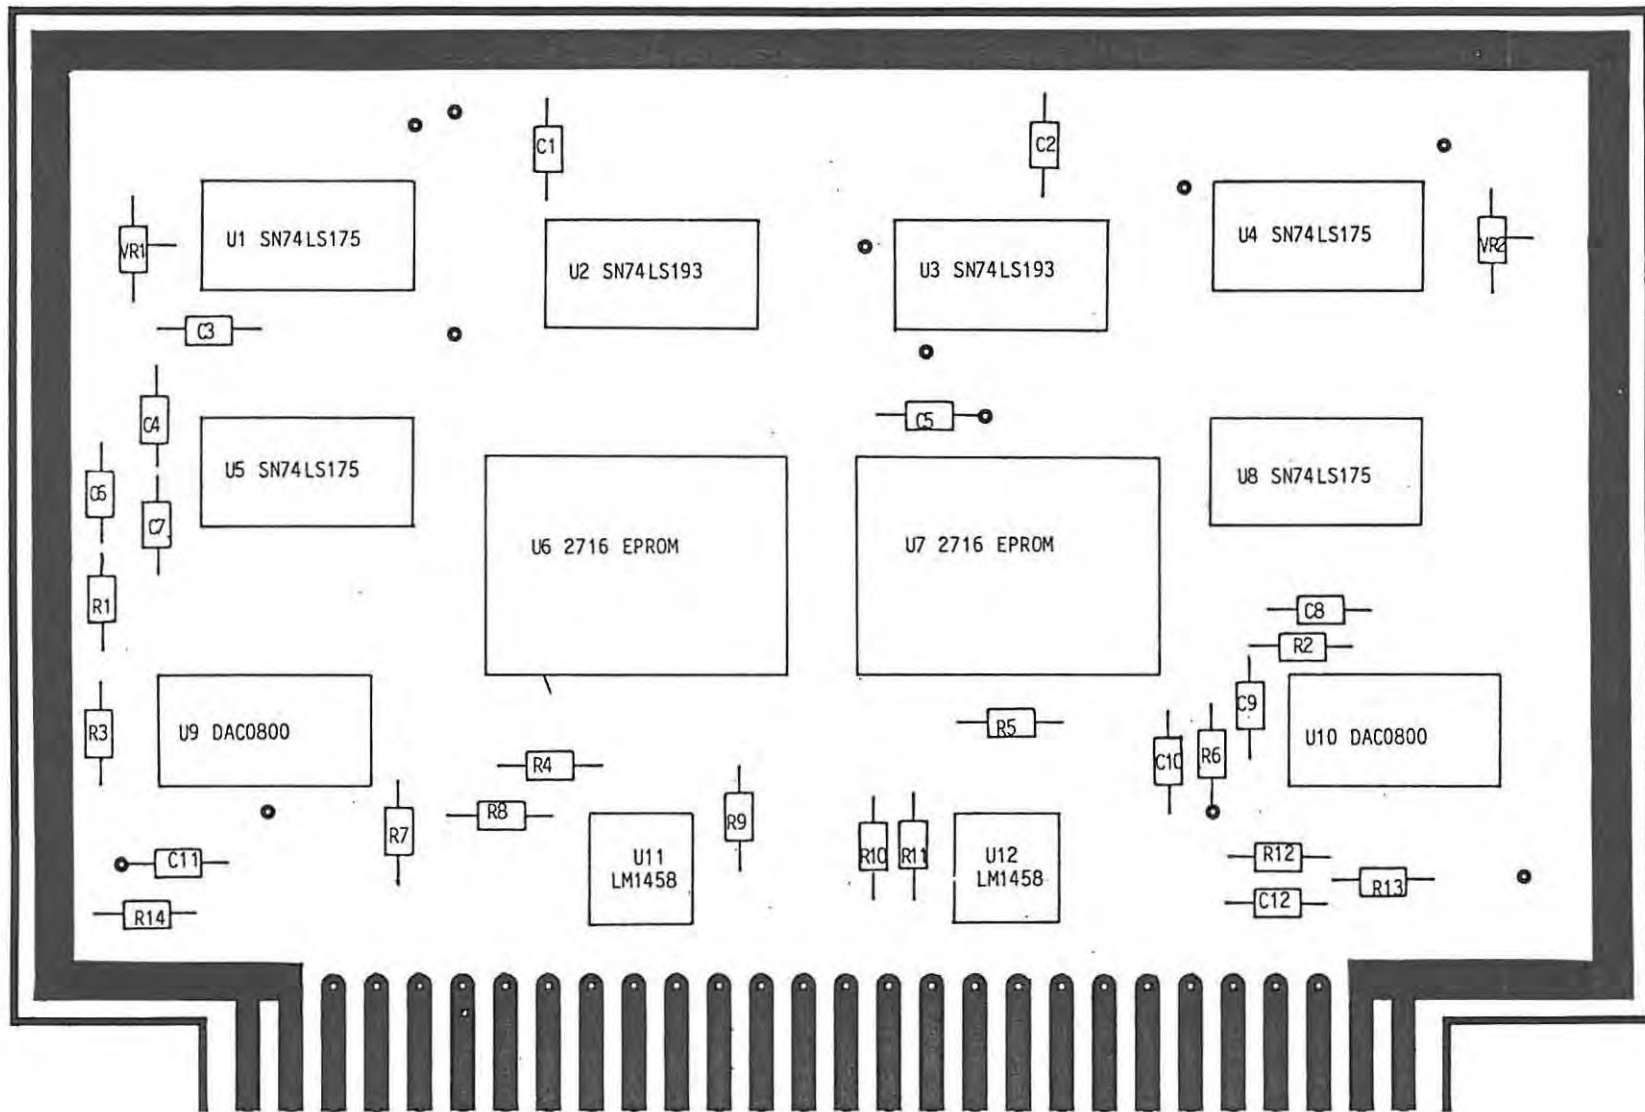 C1
C2
VR1
U1 SN74LS175
U2 SN74LS193
U3 SN74LS193
U4 SN74LS175
VR2
C3
C4
C5
U5 SN74LS175
U8 SN74LS175
C6
C7
U6 2716 EPROM
U7 2716 EPROM
R1
C8
R2
C9
R3
U9 DAC0800
R5
U10 DAC0800
R4
C10
R6
R8
R9
R7
U11
LM1458
R10
R11
U12
LM1458
R12
C11
R13
C12
R14